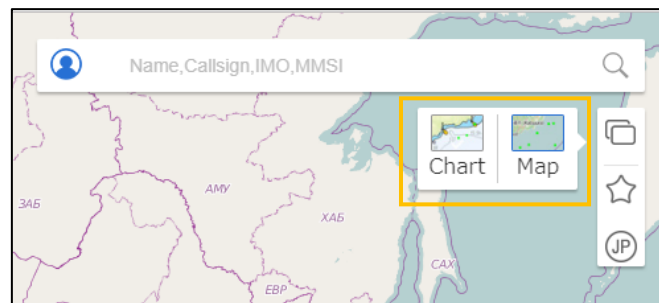 Name,Callsign,IMO,MMSI
Chart
Map
ЗАБ
АМУ
ХАБ
JP
САХ
ЕВР